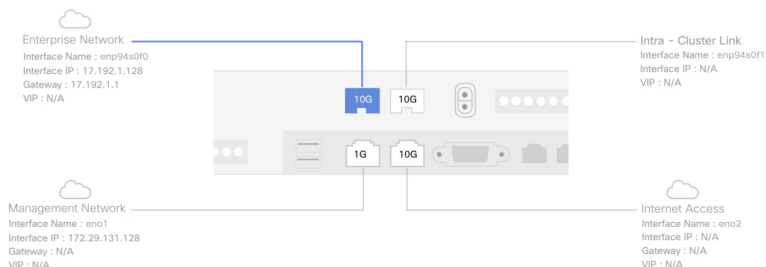 Enterprise Network
Interface Name : enp94s0f0
Interface IP : 17.192.1.128
Gateway : 17.192.1.1
VIP : N/A
Intra - Cluster Link
Interface Name : enp94s0f1
Interface IP : N/A
VIP : N/A
10G
10G
1G
10G
Management Network
Interface Name : eno1
Interface IP : 172.29.131.128
Gateway : N/A
VIP : N/A
Internet Access
Interface Name : eno2
Interface IP : N/A
Gateway : N/A
VIP : N/A